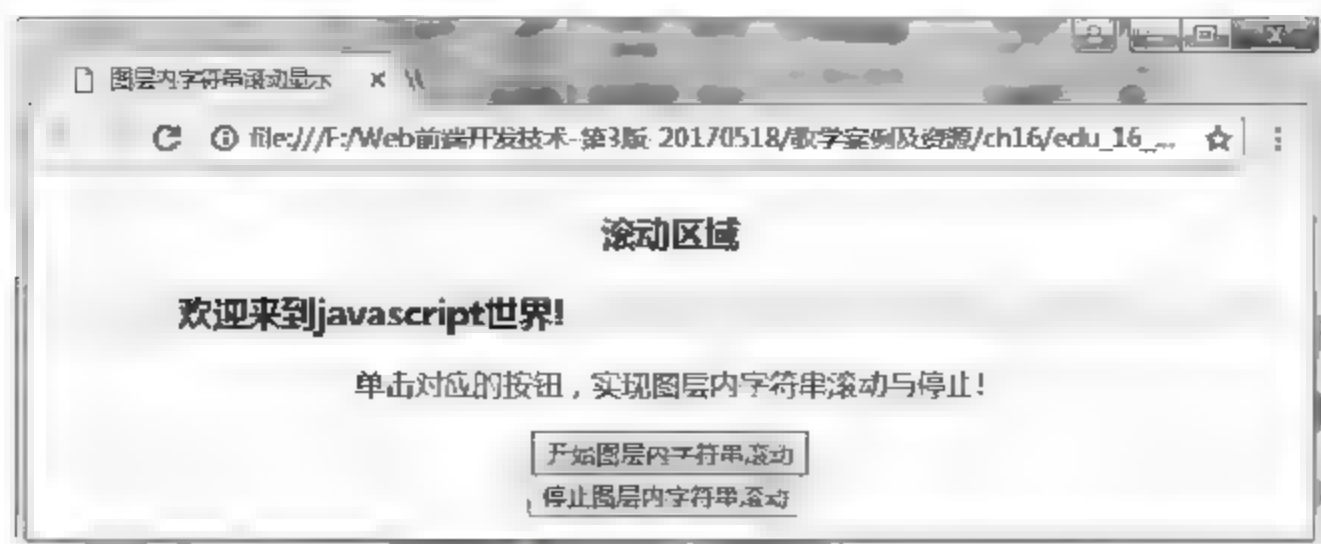 图层内字符串滚动显示
file:///F:/Web前端开发技术-第3版-20170518/教学案例及资源/ch16/edu_16_...
滚动区域
欢迎来到javascript世界!
单击对应的按钮，实现图层内字符串滚动与停止!
开始图层内字符串滚动
停止图层内字符串滚动